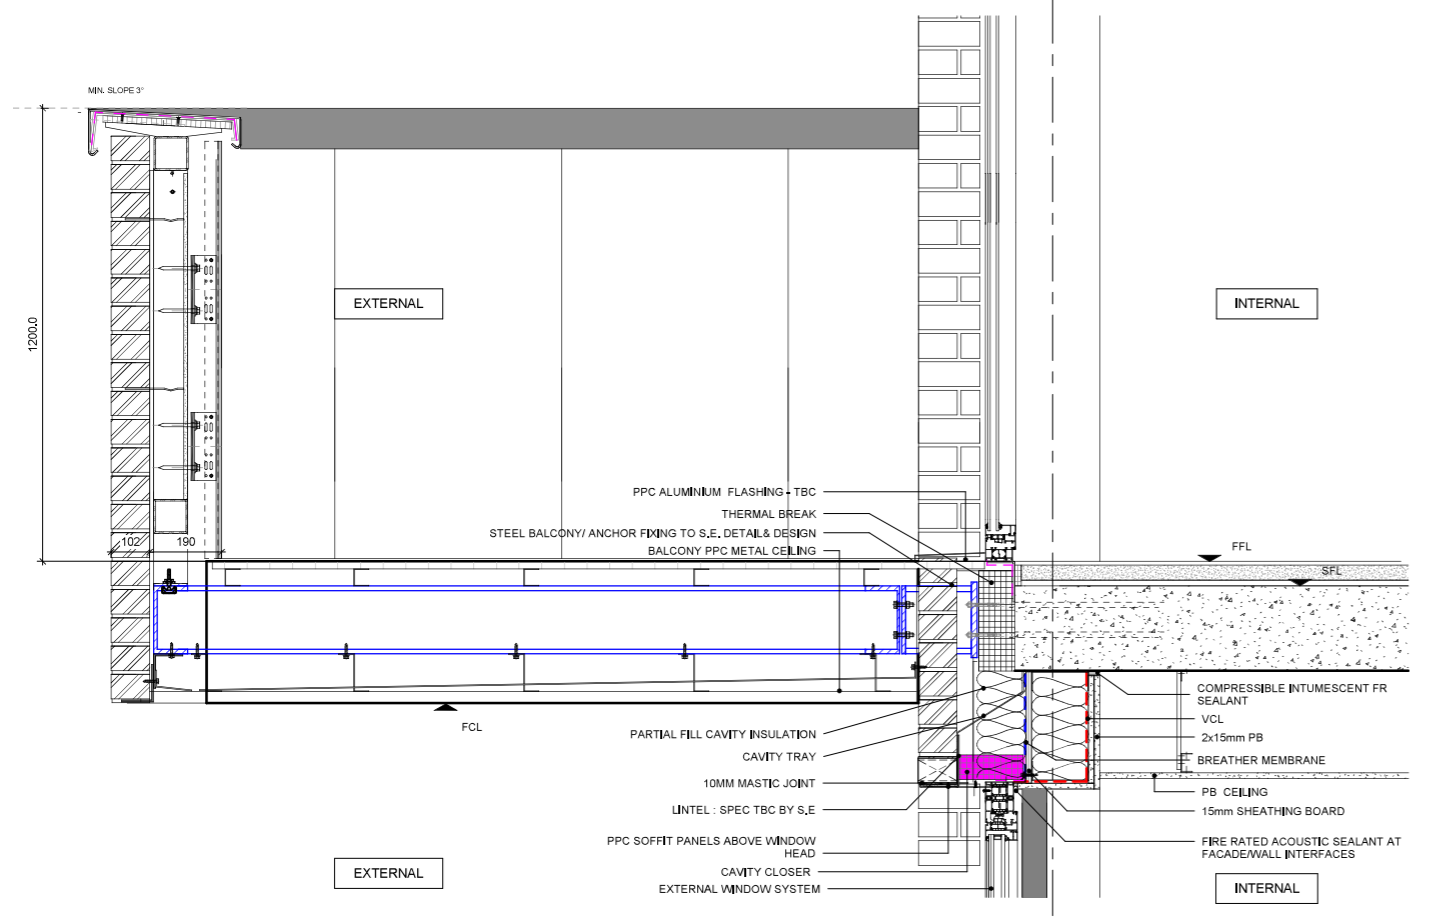 MIN. SLOPE 3°
1200.0
EXTERNAL
INTERNAL
102
190
PPC ALUMINIUM FLASHING - TBC
THERMAL BREAK
STEEL BALCONY/ ANCHOR FIXING TO S.E. DETAIL& DESIGN
BALCONY PPC METAL CEILING
FFL
SFL
FCL
PARTIAL FILL CAVITY INSULATION
CAVITY TRAY
10MM MASTIC JOINT
LINTEL : SPEC TBC BY S.E
PPC SOFFIT PANELS ABOVE WINDOW
HEAD
CAVITY CLOSER
EXTERNAL WINDOW SYSTEM
COMPRESSIBLE INTUMESCENT FR
SEALANT
VCL
2x15mm PB
BREATHER MEMBRANE
PB CEILING
15mm SHEATHING BOARD
FIRE RATED ACOUSTIC SEALANT AT
FACADE/WALL INTERFACES
EXTERNAL
INTERNAL